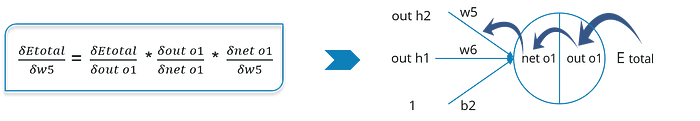 δEtotal/δw5 = δEtotal/δout o1 * δout o1/δnet o1 * δnet o1/δw5
out h2 w5
out h1 w6 net o1 out o1 E total
1 b2